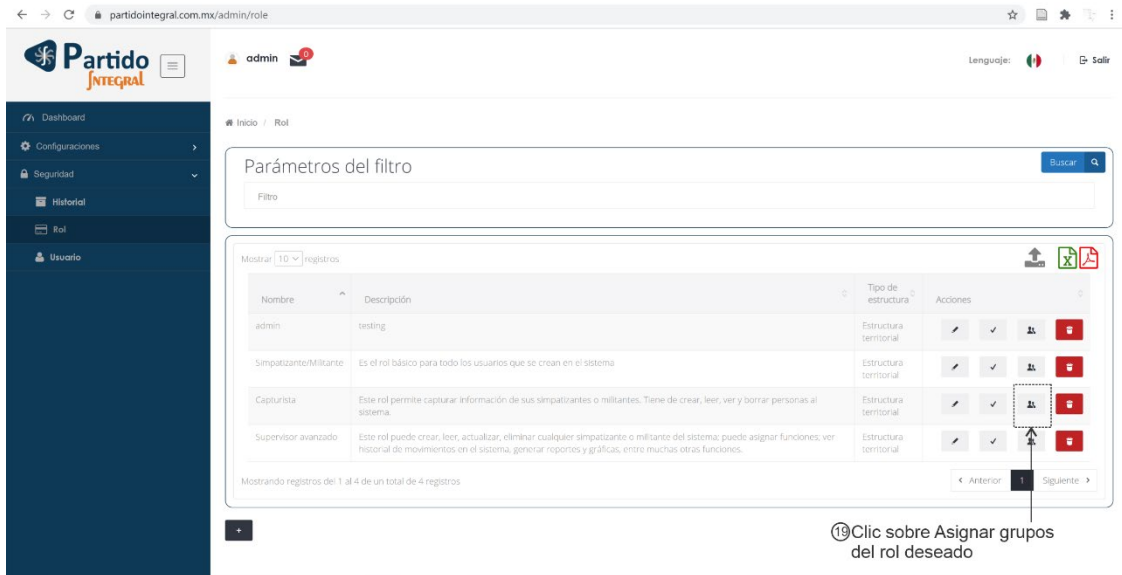 partidointegral.com.mx/admin/role
Partido
INTEGRAL
admin 0
Lenguaje:
Salir
Dashboard
Configuraciones
Seguridad
Historial
Rol
Usuario
Inicio / Rol
Parámetros del filtro
Buscar
Filtro
Mostrar 10 registros
Nombre Descripción Tipo de estructura Acciones
admin testing Estructura territorial
Simpatizante/Militante Es el rol básico para todo los usuarios que se crean en el sistema Estructura territorial
Capturista Este rol permite capturar información de sus simpatizantes o militantes. Tiene de crear, leer, ver y borrar personas al sistema. Estructura territorial
Supervisor avanzado Este rol puede crear, leer, actualizar, eliminar cualquier simpatizante o militante del sistema; puede asignar funciones; ver historial de movimientos en el sistema, generar reportes y gráficas, entre muchas otras funciones. Estructura territorial
Mostrando registros del 1 al 4 de un total de 4 registros
Anterior 1 Siguiente
+
19 Clic sobre Asignar grupos
del rol deseado